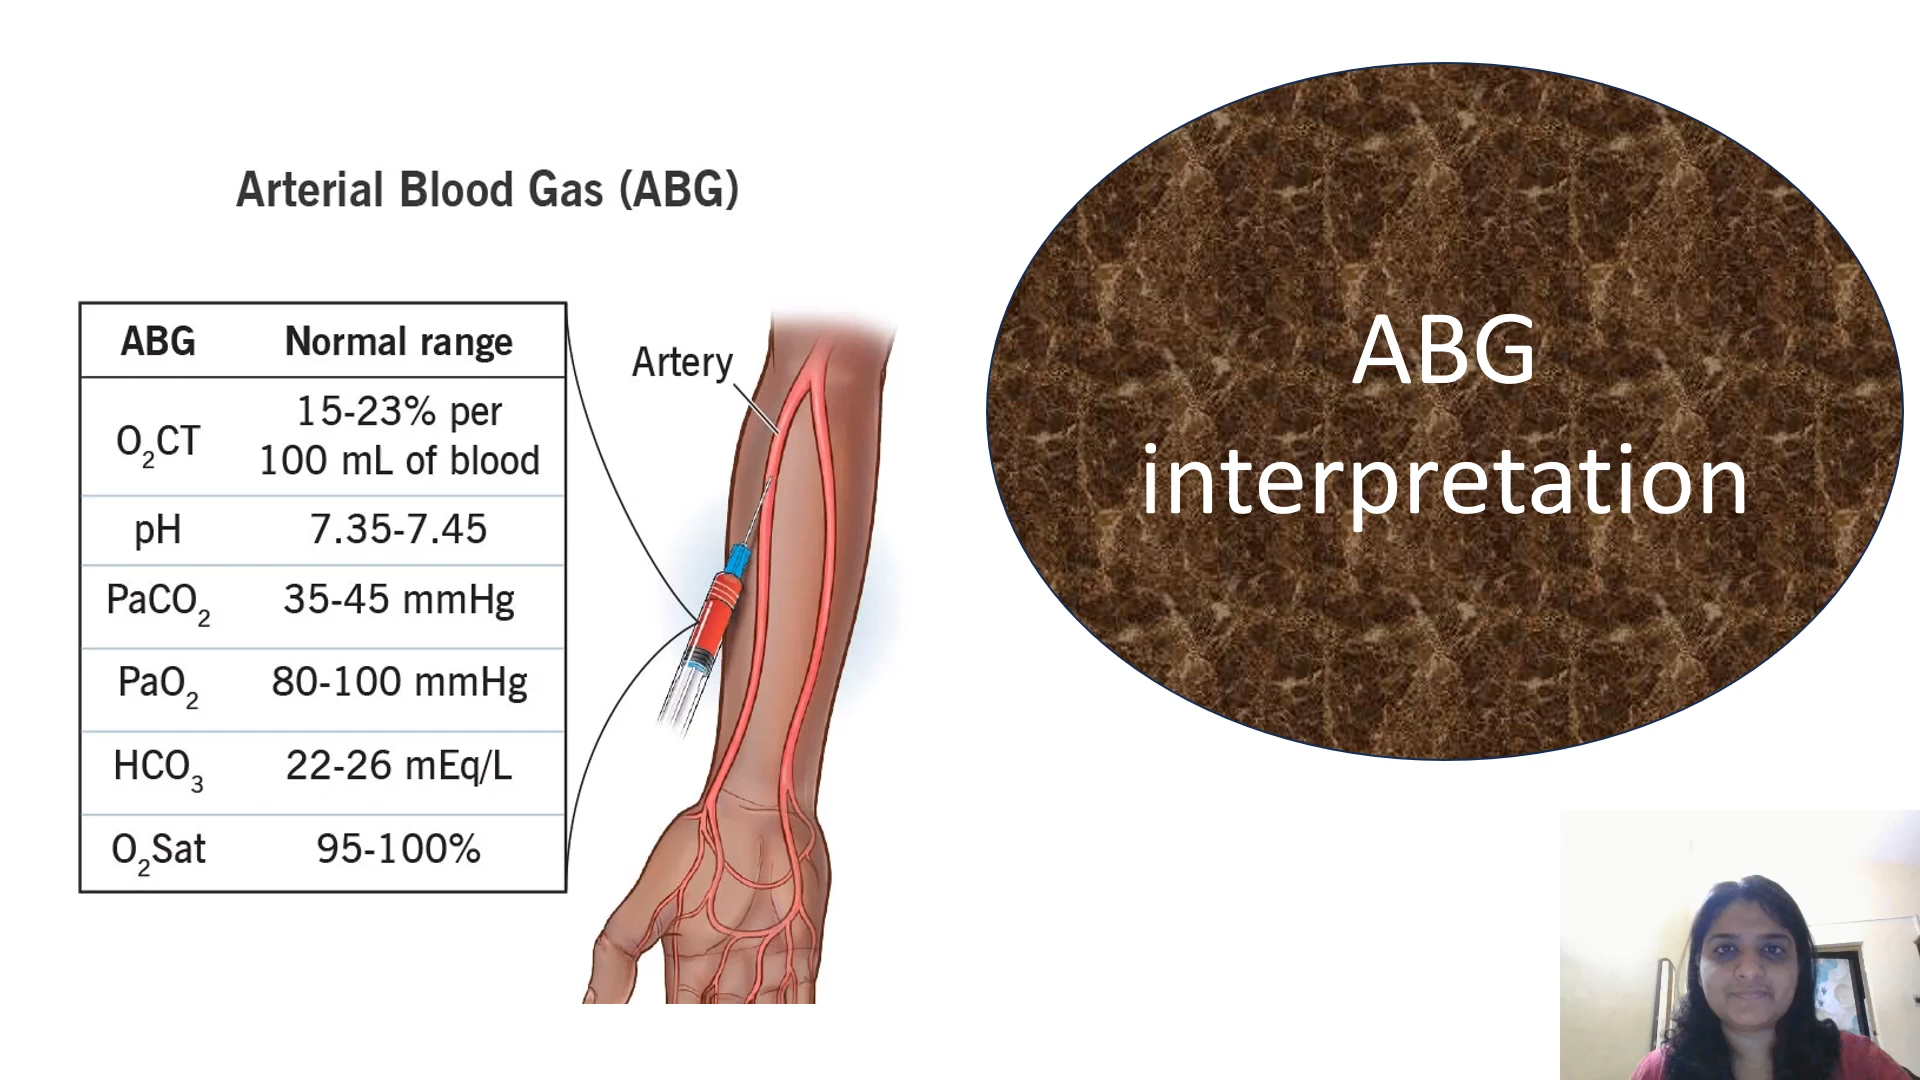 Arterial Blood Gas (ABG)
ABG Normal range
O₂CT 15-23% per
100 mL of blood
pH 7.35-7.45
PaCO₂ 35-45 mmHg
PaO₂ 80-100 mmHg
HCO₃ 22-26 mEq/L
O₂Sat 95-100%
Artery
ABG
interpretation